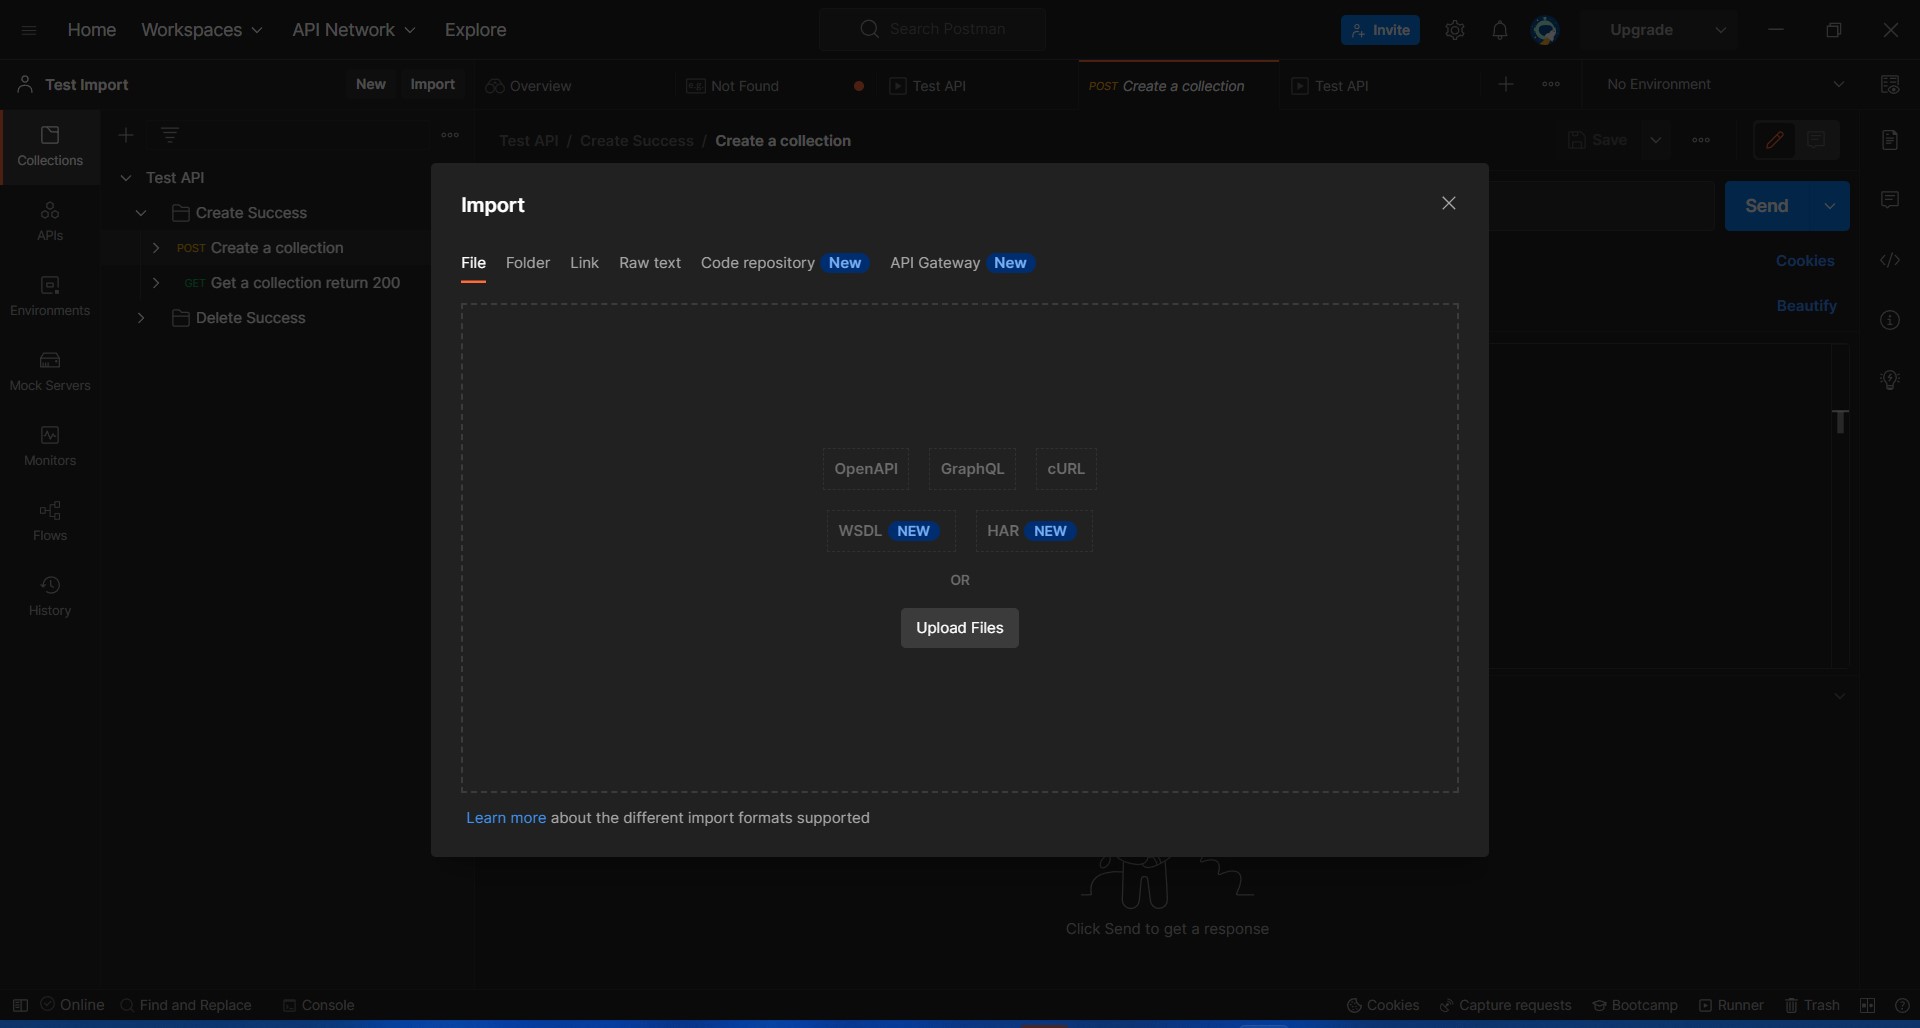 Home Workspaces API Network Explore Search Postman Invite Upgrade
Test Import New Import Overview e.g. Not Found Test API POST Create a collection Test API No Environment
Collections
Test API / Create Success / Create a collection Save
Test API
Create Success
POST Create a collection
GET Get a collection return 200
Delete Success
APIs
Environments
Mock Servers
Monitors
Flows
History
Send
Cookies
Beautify
T
Import
File Folder Link Raw text Code repository New API Gateway New
OpenAPI GraphQL cURL
WSDL NEW HAR NEW
OR
Upload Files
Learn more about the different import formats supported
Click Send to get a response
Online Find and Replace Console Cookies Capture requests Bootcamp Runner Trash